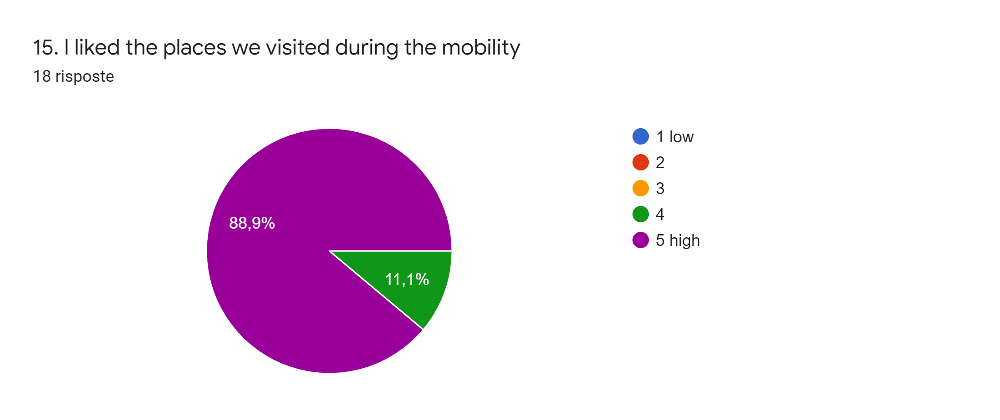 15. I liked the places we visited during the mobility
18 risposte
88,9%
11,1%
1 low
2
3
4
5 high